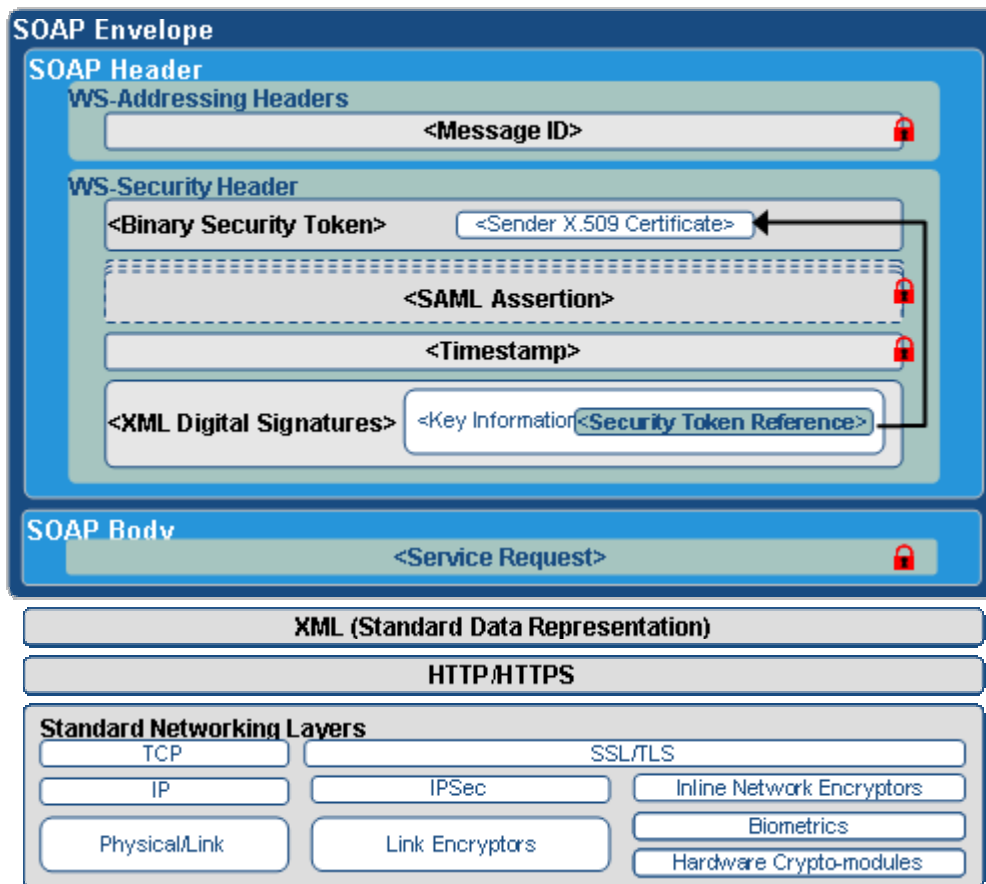 SOAP Envelope
SOAP Header
WS-Addressing Headers
<Message ID>
WS-Security Header
<Binary Security Token> <Sender X.509 Certificate>
<SAML Assertion>
<Timestamp>
<XML Digital Signatures> <Key Information <Security Token Reference>
SOAP Body
<Service Request>
XML (Standard Data Representation)
HTTP/HTTPS
Standard Networking Layers
TCP SSL/TLS
IP IPSec Inline Network Encryptors
Physical/Link Link Encryptors Biometrics
Hardware Crypto-modules